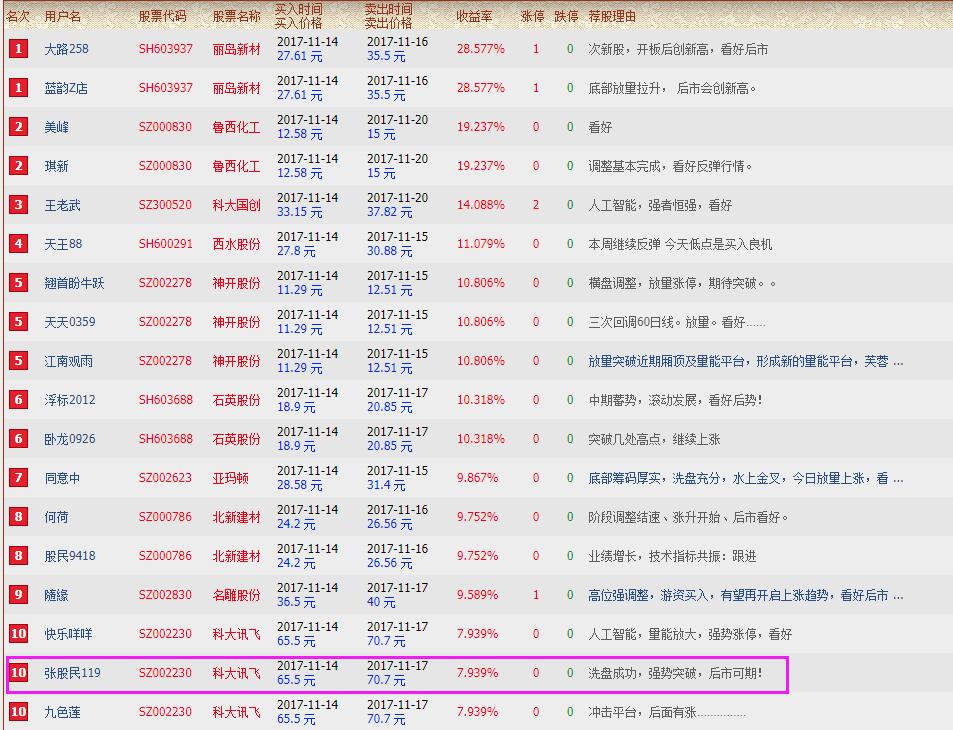 名次 用户名 股票代码 股票名称 买入时间 卖出时间 收益率 涨停 跌停 荐股理由
买入价格 卖出价格
1 大路258 SH603937 丽岛新材 2017-11-14 2017-11-16 28.577% 1 0 次新股，开板后创新高，看好后市
27.61 元 35.5 元
1 蓝韵Z店 SH603937 丽岛新材 2017-11-14 2017-11-16 28.577% 1 0 底部放量拉升， 后市会创新高。
27.61 元 35.5 元
2 美峰 SZ000830 鲁西化工 2017-11-14 2017-11-20 19.237% 0 0 看好
12.58 元 15 元
2 琪新 SZ000830 鲁西化工 2017-11-14 2017-11-20 19.237% 0 0 调整基本完成，看好反弹行情。
12.58 元 15 元
3 王老武 SZ300520 科大国创 2017-11-14 2017-11-20 14.088% 2 0 人工智能，强者恒强，看好
33.15 元 37.82 元
4 天王88 SH600291 西水股份 2017-11-14 2017-11-15 11.079% 0 0 本周继续反弹 今天低点是买入良机
27.8 元 30.88 元
5 翘首盼牛跃 SZ002278 神开股份 2017-11-14 2017-11-15 10.806% 0 0 横盘调整，放量涨停，期待突破。。
11.29 元 12.51 元
5 天天0359 SZ002278 神开股份 2017-11-14 2017-11-15 10.806% 0 0 三次回调60日线。放量。看好......
11.29 元 12.51 元
5 江南观雨 SZ002278 神开股份 2017-11-14 2017-11-15 10.806% 0 0 放量突破近期厢顶及量能平台，形成新的量能平台，芙蓉 ...
11.29 元 12.51 元
6 浮标2012 SH603688 石英股份 2017-11-14 2017-11-17 10.318% 0 0 中期蓄势，滚动发展，看好后势！
18.9 元 20.85 元
6 卧龙0926 SH603688 石英股份 2017-11-14 2017-11-17 10.318% 0 0 突破几处高点，继续上涨
18.9 元 20.85 元
7 同意中 SZ002623 亚玛顿 2017-11-14 2017-11-15 9.867% 0 0 底部筹码厚实，洗盘充分，水上金叉，今日放量上涨，看 ...
28.58 元 31.4 元
8 何荷 SZ000786 北新建材 2017-11-14 2017-11-16 9.752% 0 0 阶段调整结速、涨升开始、后市看好。
24.2 元 26.56 元
8 股民9418 SZ000786 北新建材 2017-11-14 2017-11-16 9.752% 0 0 业绩增长，技术指标共振：跟进
24.2 元 26.56 元
9 随缘 SZ002830 名雕股份 2017-11-14 2017-11-17 9.589% 1 0 高位强调整，游资买入，有望再开启上涨趋势，看好后市 ...
36.5 元 40 元
10 快乐咩咩 SZ002230 科大讯飞 2017-11-14 2017-11-17 7.939% 0 0 人工智能，量能放大，强势涨停，看好
65.5 元 70.7 元
10 张股民119 SZ002230 科大讯飞 2017-11-14 2017-11-17 7.939% 0 0 洗盘成功，强势突破，后市可期！
65.5 元 70.7 元
10 九色莲 SZ002230 科大讯飞 2017-11-14 2017-11-17 7.939% 0 0 冲击平台，后面有涨...............
65.5 元 70.7 元